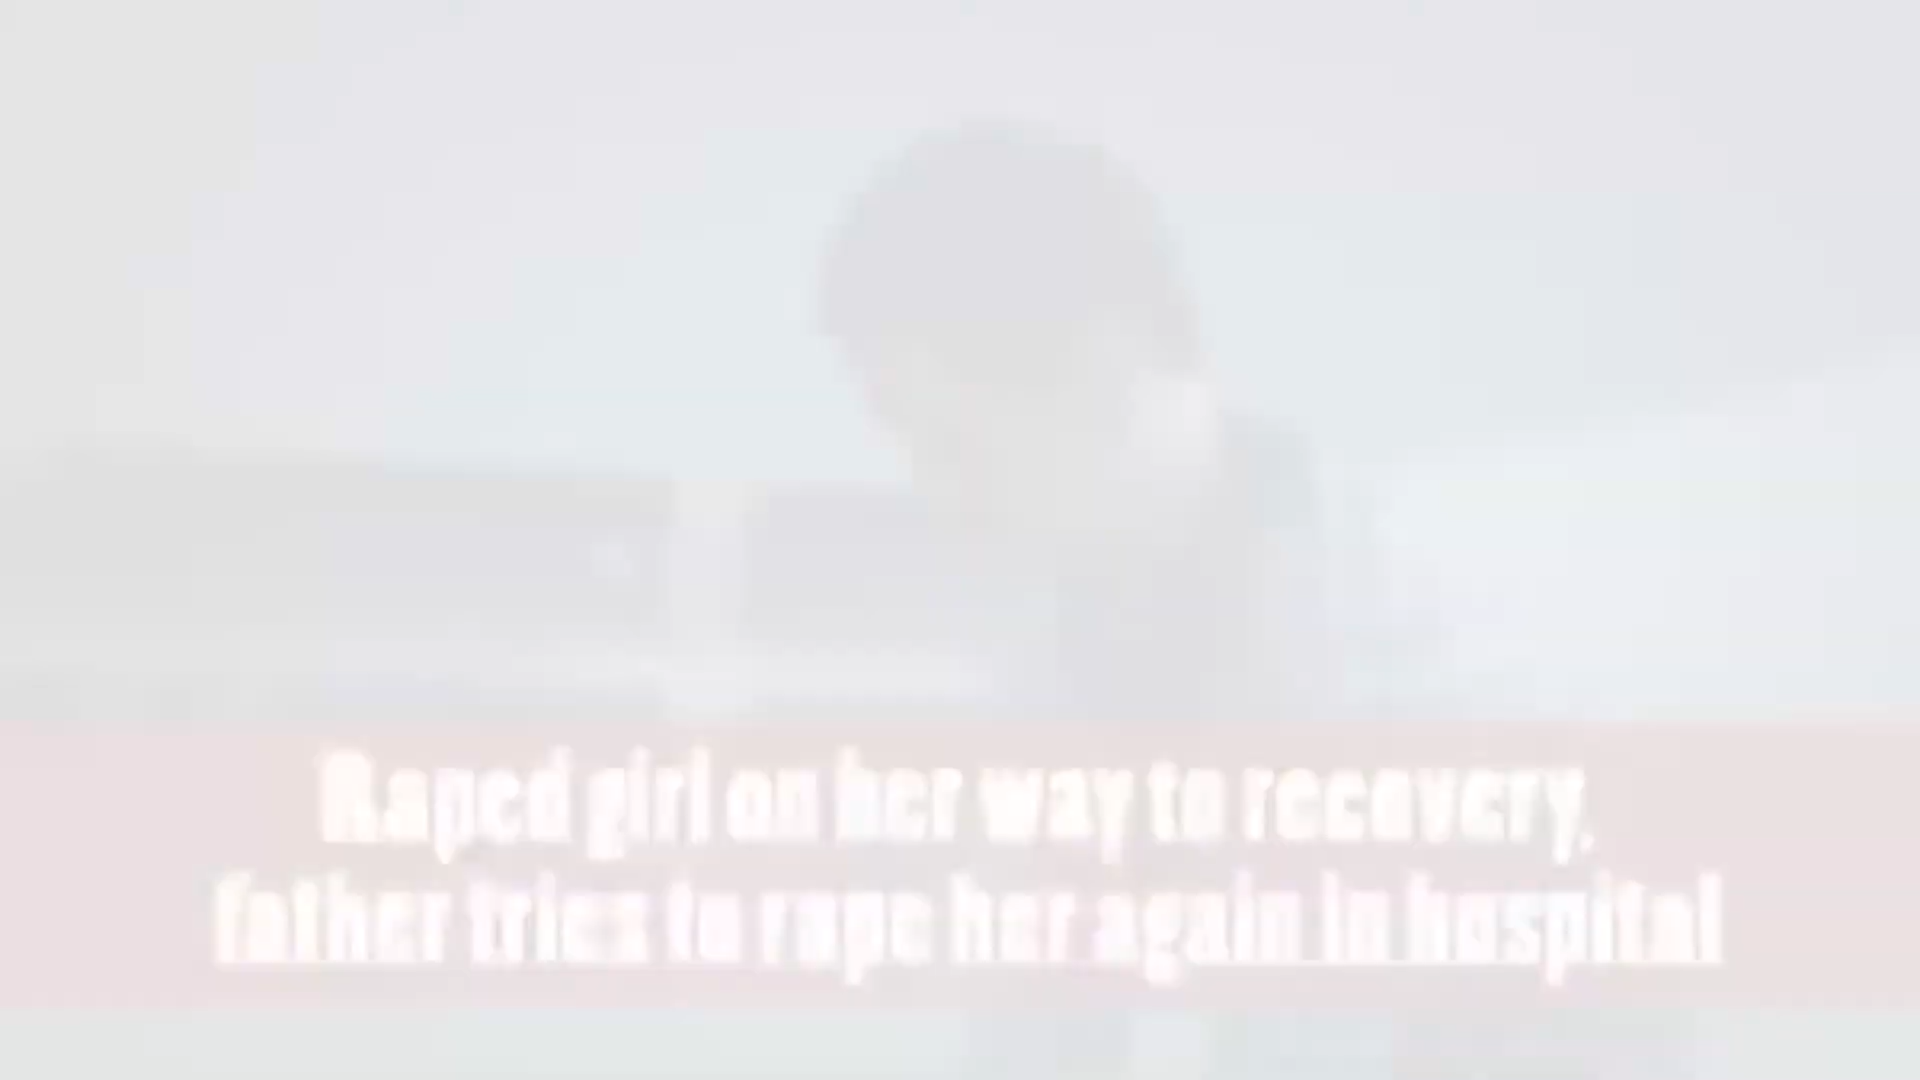 Raped girl on her way to recovery,
father tries to rape her again in hospital